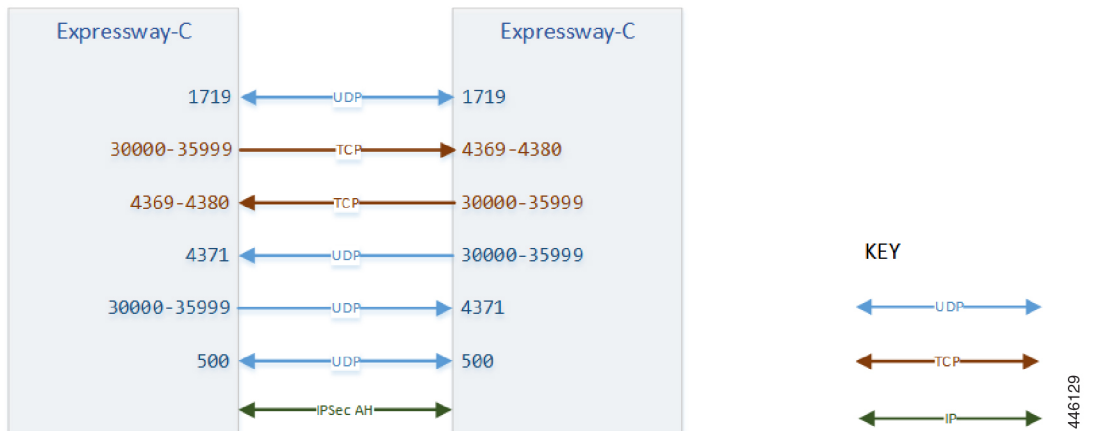 Expressway-C Expressway-C
1719 UDP 1719
30000-35999 TCP 4369-4380
4369-4380 TCP 30000-35999
4371 UDP 30000-35999
30000-35999 UDP 4371
500 UDP 500
IPSec AH
KEY
UDP
TCP
IP
446129